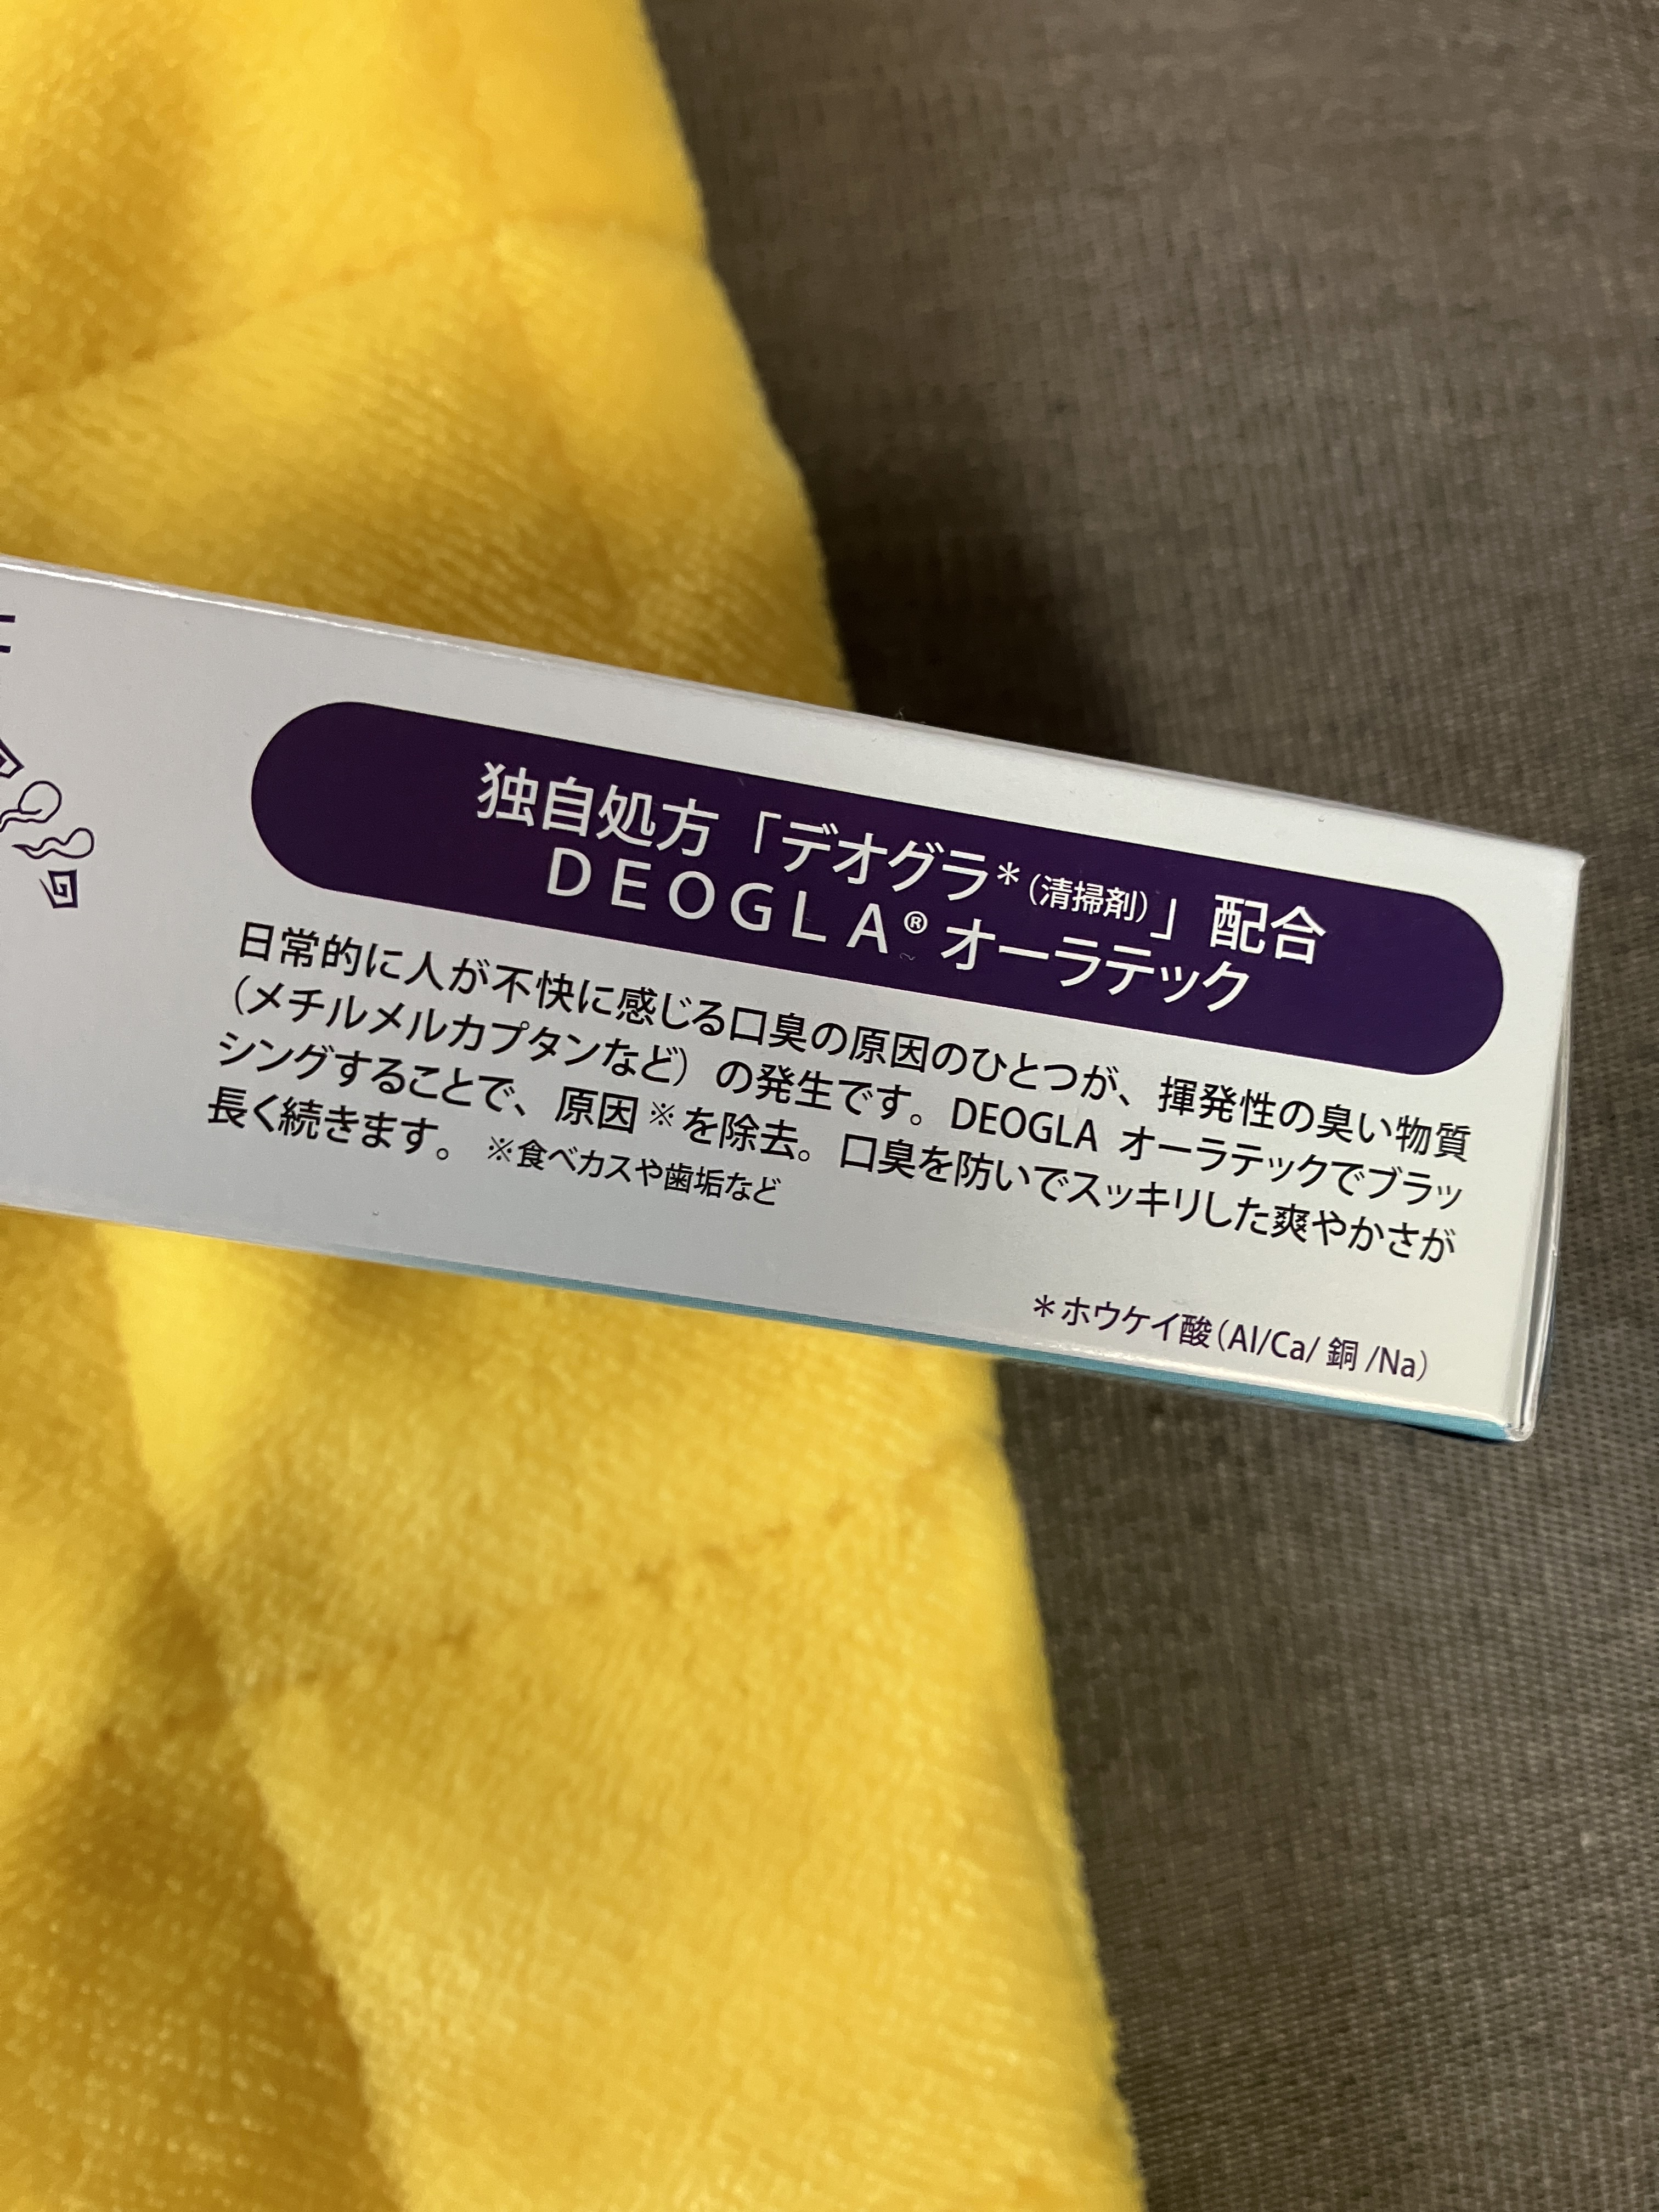 独自処方「デオグラ*(清掃剤)」配合
DEOGLA®オーラテック
日常的に人が不快に感じる口臭の原因のひとつが、揮発性の臭い物質
(メチルメルカプタンなど)の発生です。DEOGLA オーラテックでブラッ
シングすることで、原因※を除去。口臭を防いでスッキリした爽やかさが
長く続きます。 ※食べカスや歯垢など
*ホウケイ酸(Al/Ca/ 銅 /Na)